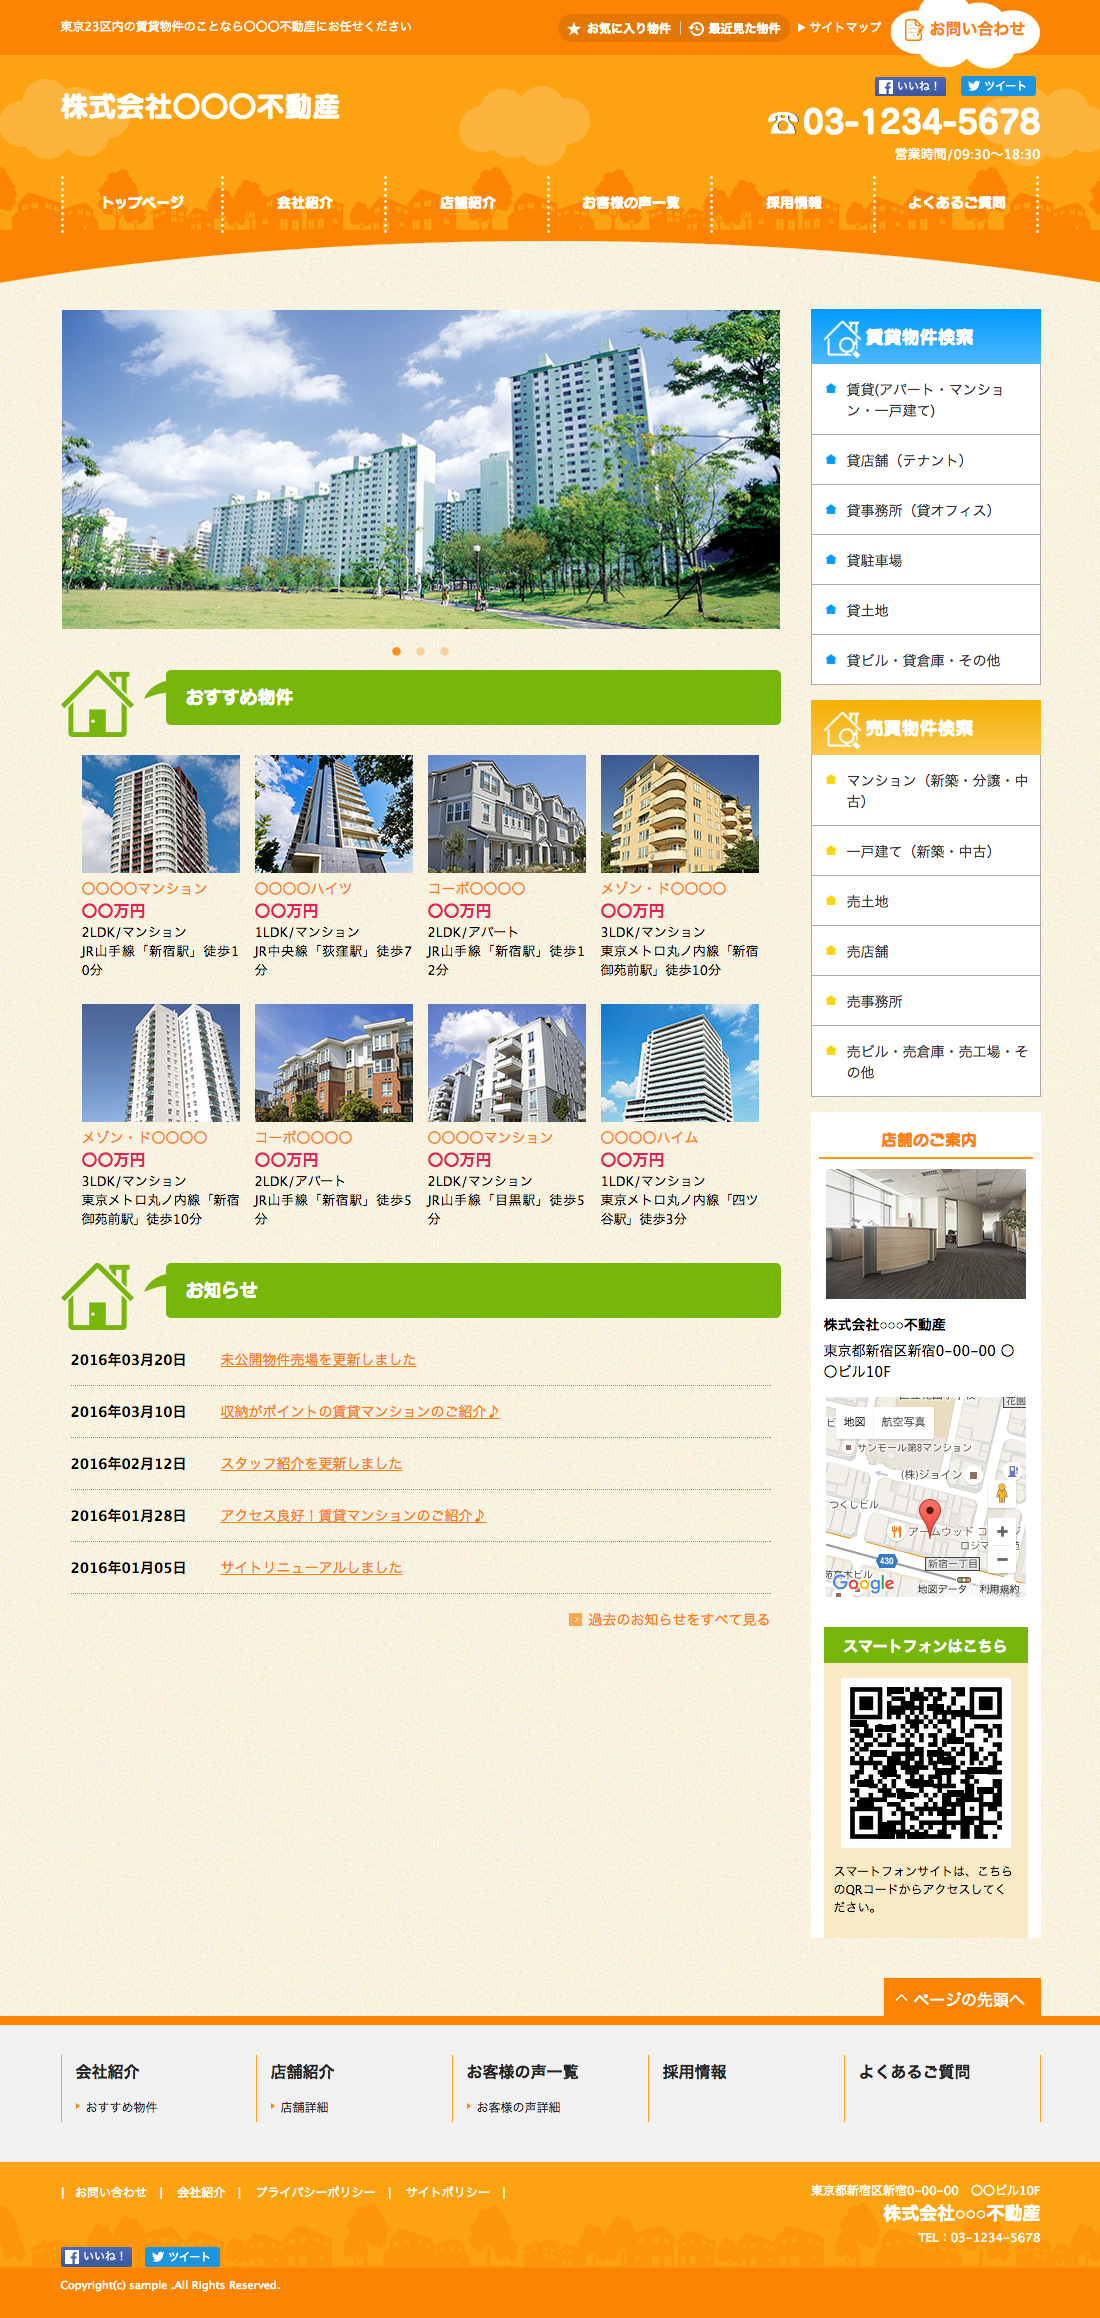 東京23区内の賃貸物件のことなら〇〇〇不動産にお任せください
お気に入り物件
最近見た物件
サイトマップ
お問い合わせ
いいね！
ツイート
株式会社〇〇〇不動産
03-1234-5678
営業時間/09:30～18:30
トップページ
会社紹介
店舗紹介
お客様の声一覧
採用情報
よくあるご質問
おすすめ物件
〇〇〇〇マンション
〇〇万円
2LDK/マンション
JR山手線「新宿駅」徒歩1
0分
〇〇〇〇ハイツ
〇〇万円
1LDK/マンション
JR中央線「荻窪駅」徒歩7
分
コーポ〇〇〇〇
〇〇万円
2LDK/アパート
JR山手線「新宿駅」徒歩1
2分
メゾン・ド〇〇〇〇
〇〇万円
3LDK/マンション
東京メトロ丸ノ内線「新宿
御苑前駅」徒歩10分
メゾン・ド〇〇〇〇
〇〇万円
3LDK/マンション
東京メトロ丸ノ内線「新宿
御苑前駅」徒歩10分
コーポ〇〇〇〇
〇〇万円
2LDK/アパート
JR山手線「新宿駅」徒歩5
分
〇〇〇〇マンション
〇〇万円
2LDK/マンション
JR山手線「目黒駅」徒歩5
分
〇〇〇〇ハイム
〇〇万円
1LDK/マンション
東京メトロ丸ノ内線「四ツ
谷駅」徒歩3分
お知らせ
2016年03月20日 未公開物件売場を更新しました
2016年03月10日 収納がポイントの賃貸マンションのご紹介♪
2016年02月12日 スタッフ紹介を更新しました
2016年01月28日 アクセス良好！賃貸マンションのご紹介♪
2016年01月05日 サイトリニューアルしました
過去のお知らせをすべて見る
賃貸物件検索
賃貸(アパート・マンショ
ン・一戸建て)
貸店舗（テナント）
貸事務所（貸オフィス）
貸駐車場
貸土地
貸ビル・貸倉庫・その他
売買物件検索
マンション（新築・分譲・中
古）
一戸建て（新築・中古）
売土地
売店舗
売事務所
売ビル・売倉庫・売工場・そ
の他
店舗のご案内
株式会社○○○不動産
東京都新宿区新宿0-00-00 〇
〇ビル10F
花園
ビ
地図
航空写真
サンモール第8マンション
(株)ジョイン
つくしビル
アームウッド コ
ロジマ
430
新宿一丁目
Google
地図データ
利用規約
スマートフォンはこちら
スマートフォンサイトは、こちら
のQRコードからアクセスしてく
ださい。
ページの先頭へ
会社紹介
おすすめ物件
店舗紹介
店舗詳細
お客様の声一覧
お客様の声詳細
採用情報
よくあるご質問
| お問い合わせ | 会社紹介 | プライバシーポリシー | サイトポリシー |
東京都新宿区新宿0-00-00 〇〇ビル10F
株式会社○○○不動産
TEL：03-1234-5678
いいね！
ツイート
Copyright(c) sample .All Rights Reserved.